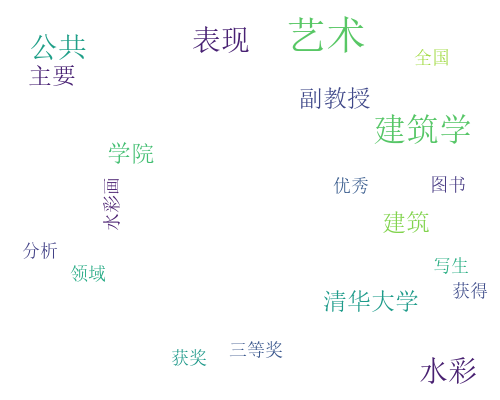 艺术
公共
表现
全国
主要
副教授
建筑学
学院
优秀
图书
水彩画
建筑
分析
领域
写生
获得
清华大学
获奖
三等奖
水彩